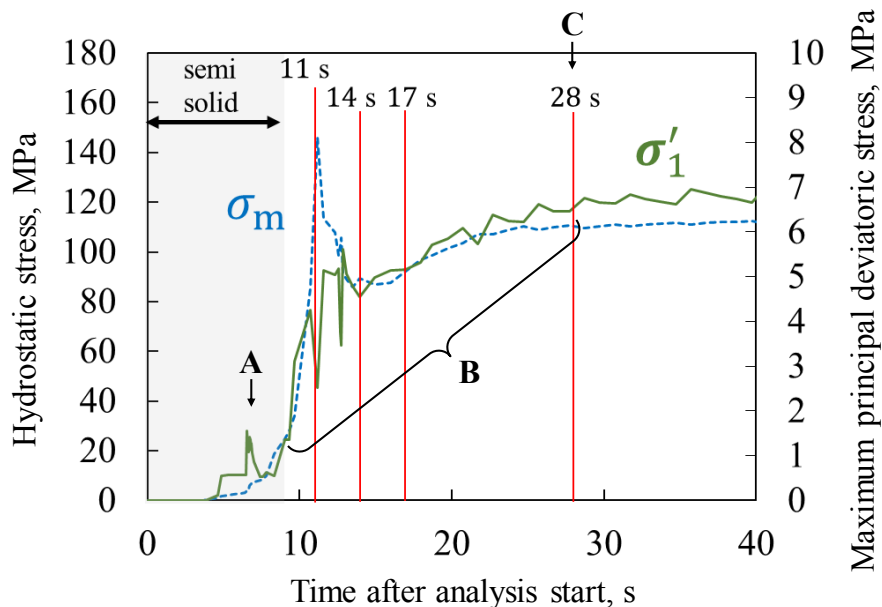 C
180
160
140
120
100
80
60
40
20
0
Hydrostatic stress, MPa
semi
solid
11 s
14 s
17 s
28 s
σm
σ′1
A
B
10
9
8
7
6
5
4
3
2
1
0
Maximum principal deviatoric stress, MPa
0
10
20
30
40
Time after analysis start, s